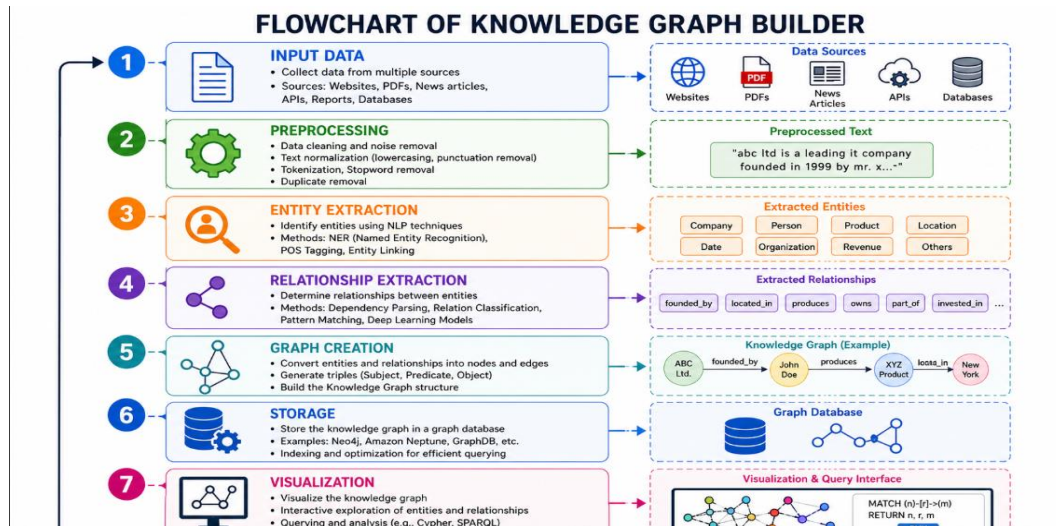 FLOWCHART OF KNOWLEDGE GRAPH BUILDER
1
INPUT DATA
• Collect data from multiple sources
• Sources: Websites, PDFs, News articles,
APIs, Reports, Databases
Data Sources
Websites
PDF
PDFs
News
Articles
APIs
Databases
2
PREPROCESSING
• Data cleaning and noise removal
• Text normalization (lowercasing, punctuation removal)
• Tokenization, Stopword removal
• Duplicate removal
Preprocessed Text
"abc ltd is a leading it company
founded in 1999 by mr. x...-"
3
ENTITY EXTRACTION
• Identify entities using NLP techniques
• Methods: NER (Named Entity Recognition),
POS Tagging, Entity Linking
Extracted Entities
Company Person Product Location
Date Organization Revenue Others
4
RELATIONSHIP EXTRACTION
• Determine relationships between entities
• Methods: Dependency Parsing, Relation Classification,
Pattern Matching, Deep Learning Models
Extracted Relationships
founded_by located_in produces owns part_of invested_in ...
5
GRAPH CREATION
• Convert entities and relationships into nodes and edges
• Generate triples (Subject, Predicate, Object)
• Build the Knowledge Graph structure
Knowledge Graph (Example)
ABC
Ltd.
founded_by
John
Doe
produces
XYZ
Product
New
York
6
STORAGE
• Store the knowledge graph in a graph database
• Examples: Neo4j, Amazon Neptune, GraphDB, etc.
• Indexing and optimization for efficient querying
Graph Database
7
VISUALIZATION
• Visualize the knowledge graph
• Interactive exploration of entities and relationships
• Querying and analysis (e.g., Cypher, SPARQL)
Visualization & Query Interface
MATCH (n)-[r]->(m)
RETURN n, r, m